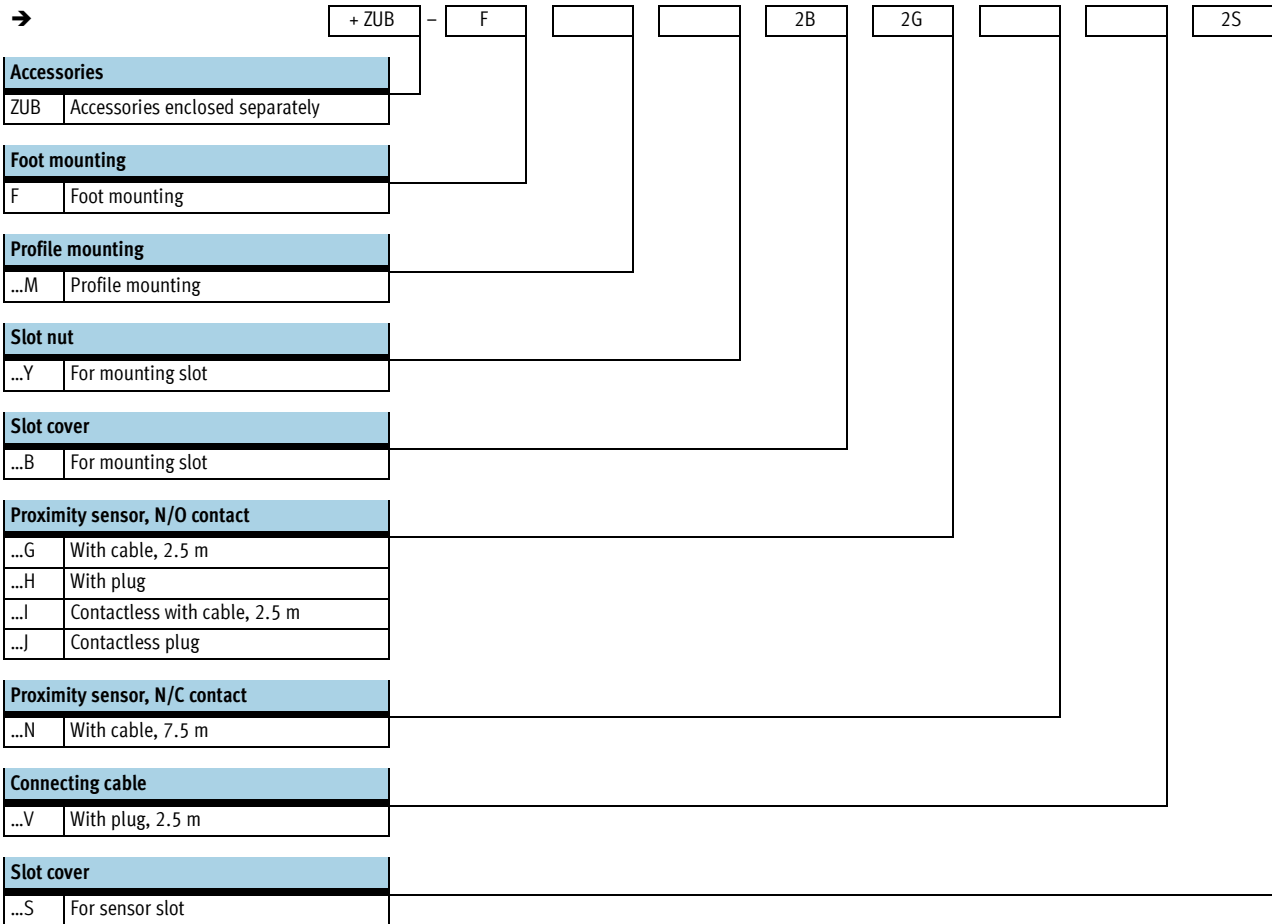 ➔ + ZUB – F 2B 2G 2S
Accessories
ZUB Accessories enclosed separately
Foot mounting
F Foot mounting
Profile mounting
...M Profile mounting
Slot nut
...Y For mounting slot
Slot cover
...B For mounting slot
Proximity sensor, N/O contact
...G With cable, 2.5 m
...H With plug
...I Contactless with cable, 2.5 m
...J Contactless plug
Proximity sensor, N/C contact
...N With cable, 7.5 m
Connecting cable
...V With plug, 2.5 m
Slot cover
...S For sensor slot